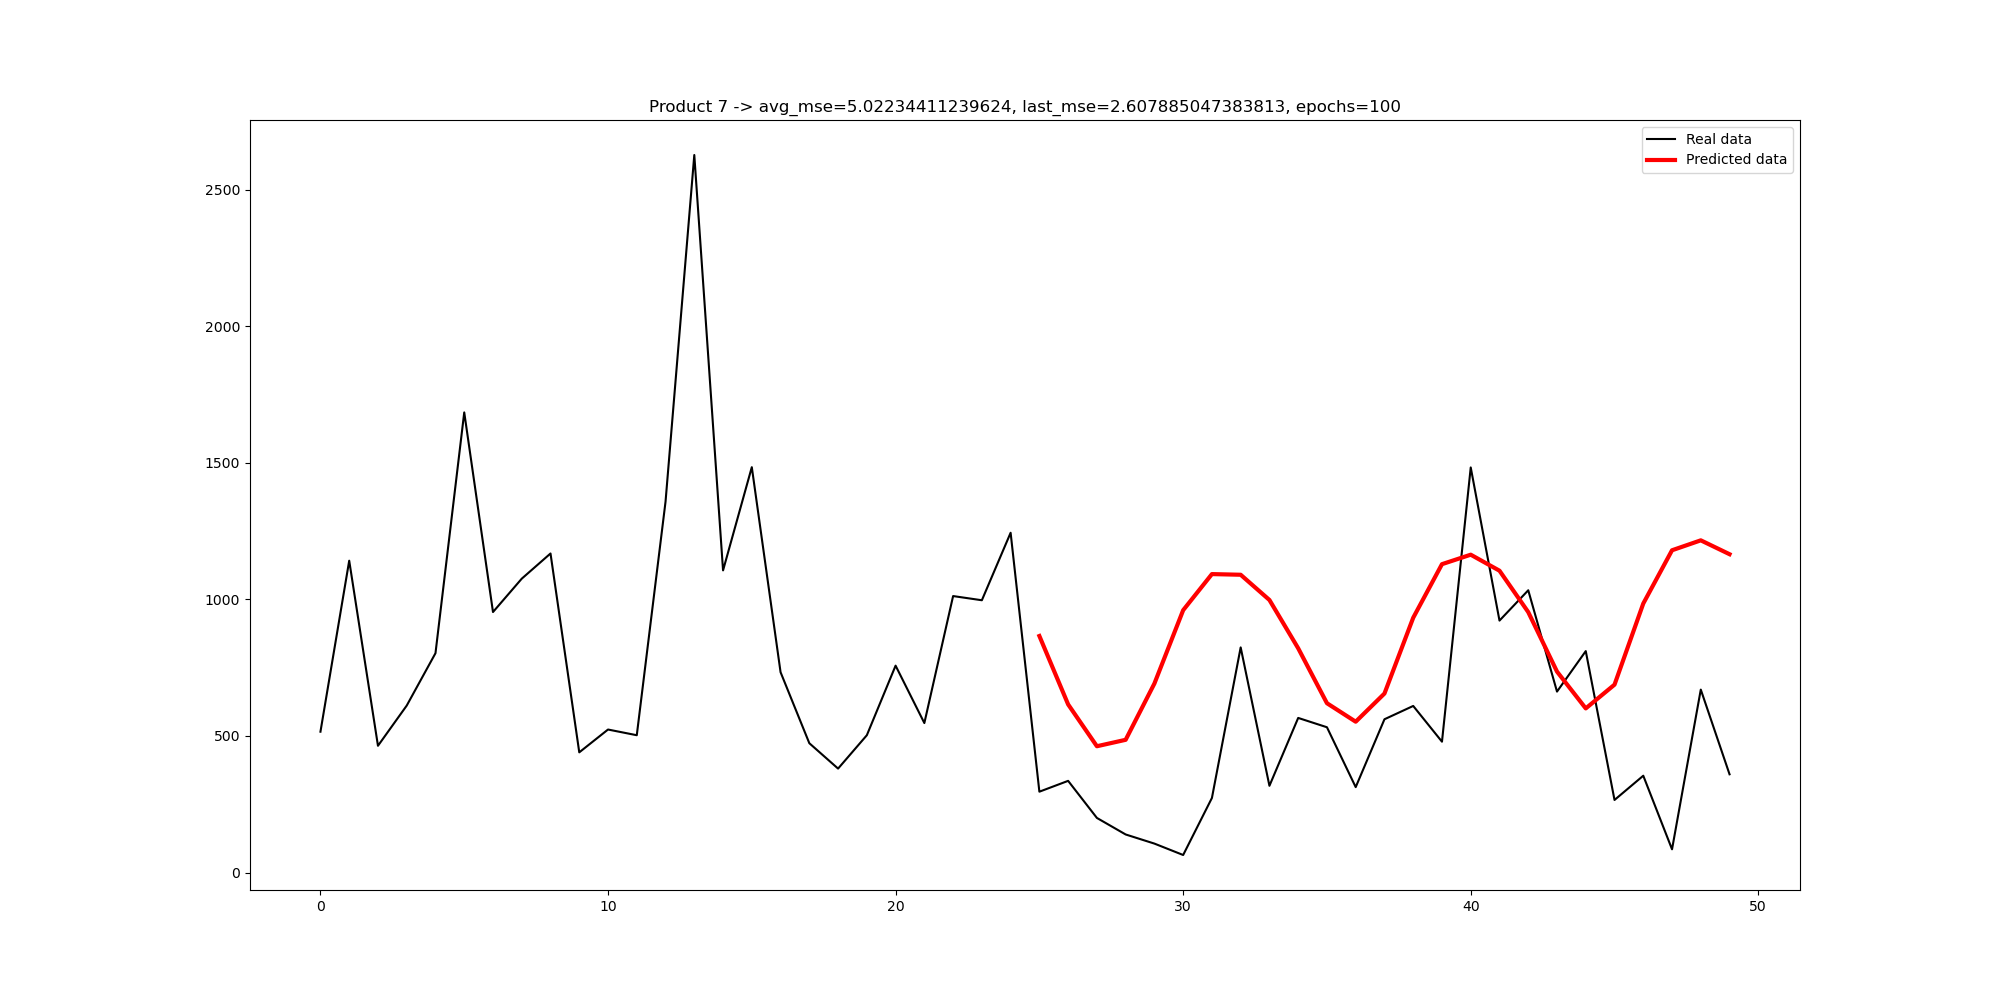 Product 7 -> avg_mse=5.02234411239624, last_mse=2.607885047383813, epochs=100
Real data
Predicted data
2500
2000
1500
1000
500
0
0 10 20 30 40 50